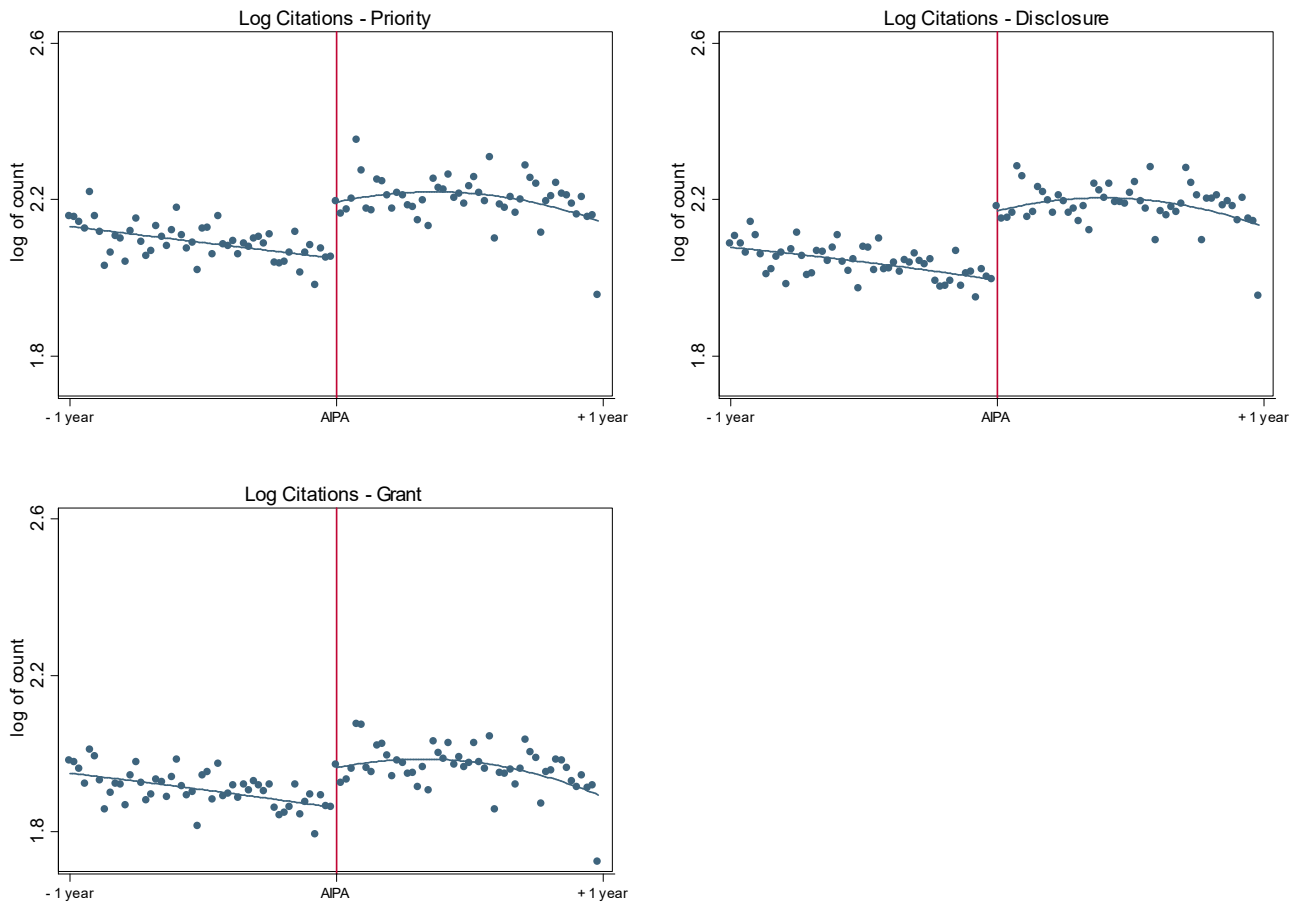 Log Citations - Priority
log of count
2.6
2.2
1.8
- 1 year
AIPA
+ 1 year
Log Citations - Disclosure
log of count
2.6
2.2
1.8
- 1 year
AIPA
+ 1 year
Log Citations - Grant
log of count
2.6
2.2
1.8
- 1 year
AIPA
+ 1 year